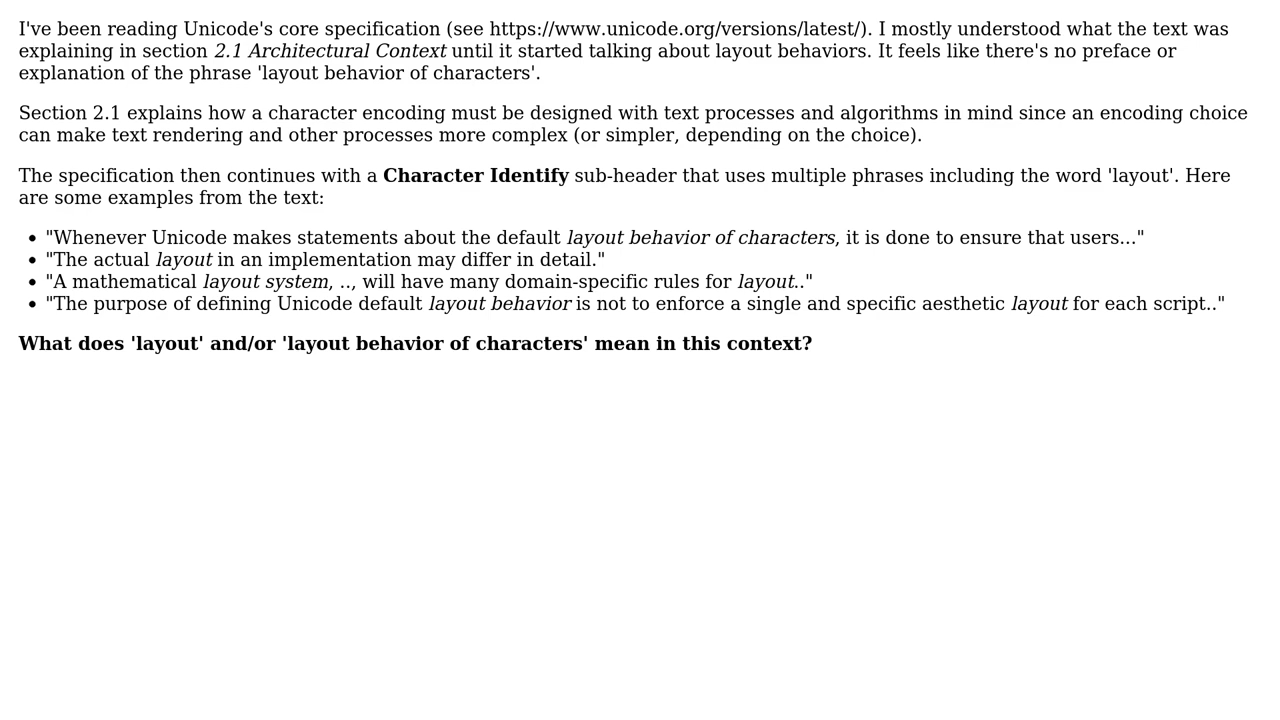 I've been reading Unicode's core specification (see https://www.unicode.org/versions/latest/). I mostly understood what the text was
explaining in section 2.1 Architectural Context until it started talking about layout behaviors. It feels like there's no preface or
explanation of the phrase 'layout behavior of characters'.
Section 2.1 explains how a character encoding must be designed with text processes and algorithms in mind since an encoding choice
can make text rendering and other processes more complex (or simpler, depending on the choice).
The specification then continues with a Character Identify sub-header that uses multiple phrases including the word 'layout'. Here
are some examples from the text:
• "Whenever Unicode makes statements about the default layout behavior of characters, it is done to ensure that users..."
• "The actual layout in an implementation may differ in detail."
• "A mathematical layout system, .., will have many domain-specific rules for layout.."
• "The purpose of defining Unicode default layout behavior is not to enforce a single and specific aesthetic layout for each script.."
What does 'layout' and/or 'layout behavior of characters' mean in this context?